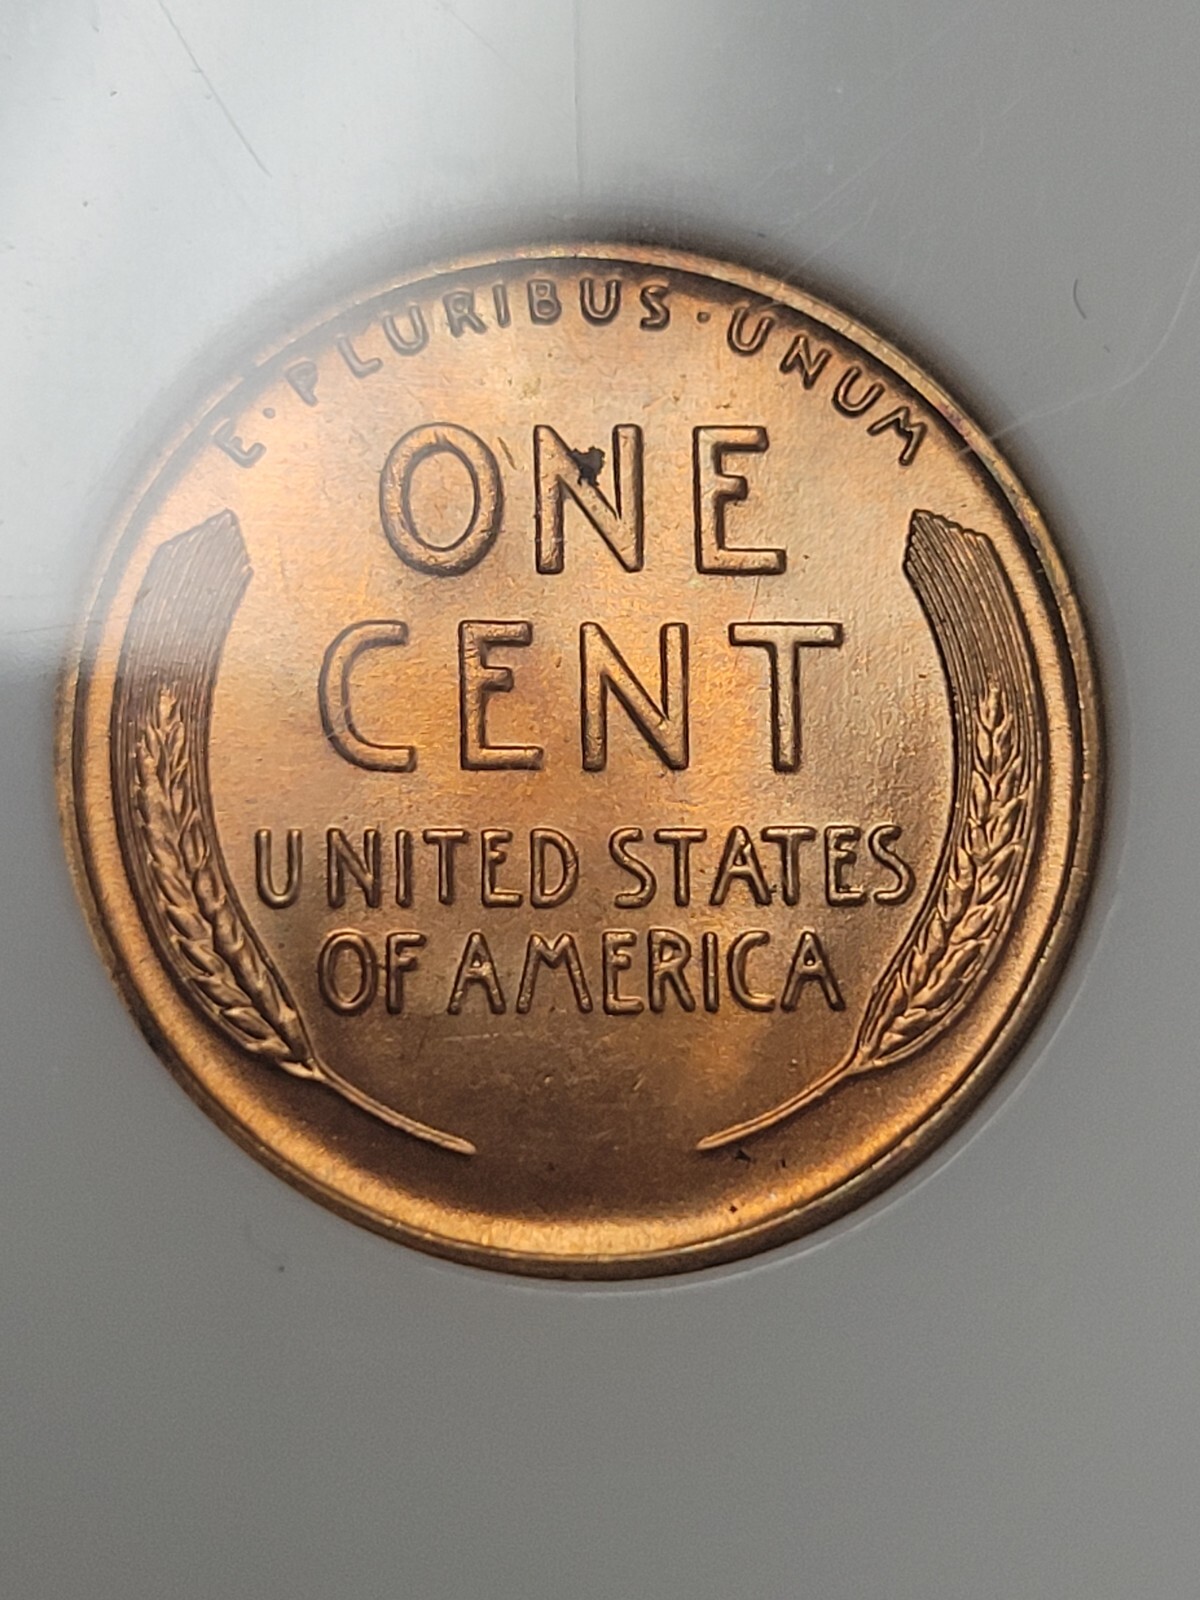 E·PLURIBUS·UNUM
ONE
CENT
UNITED STATES
OF AMERICA